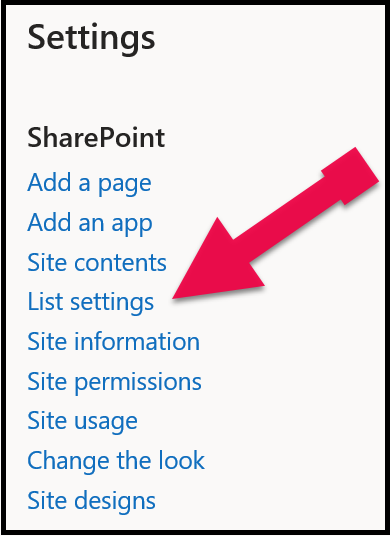 Settings
SharePoint
Add a page
Add an app
Site contents
List settings
Site information
Site permissions
Site usage
Change the look
Site designs